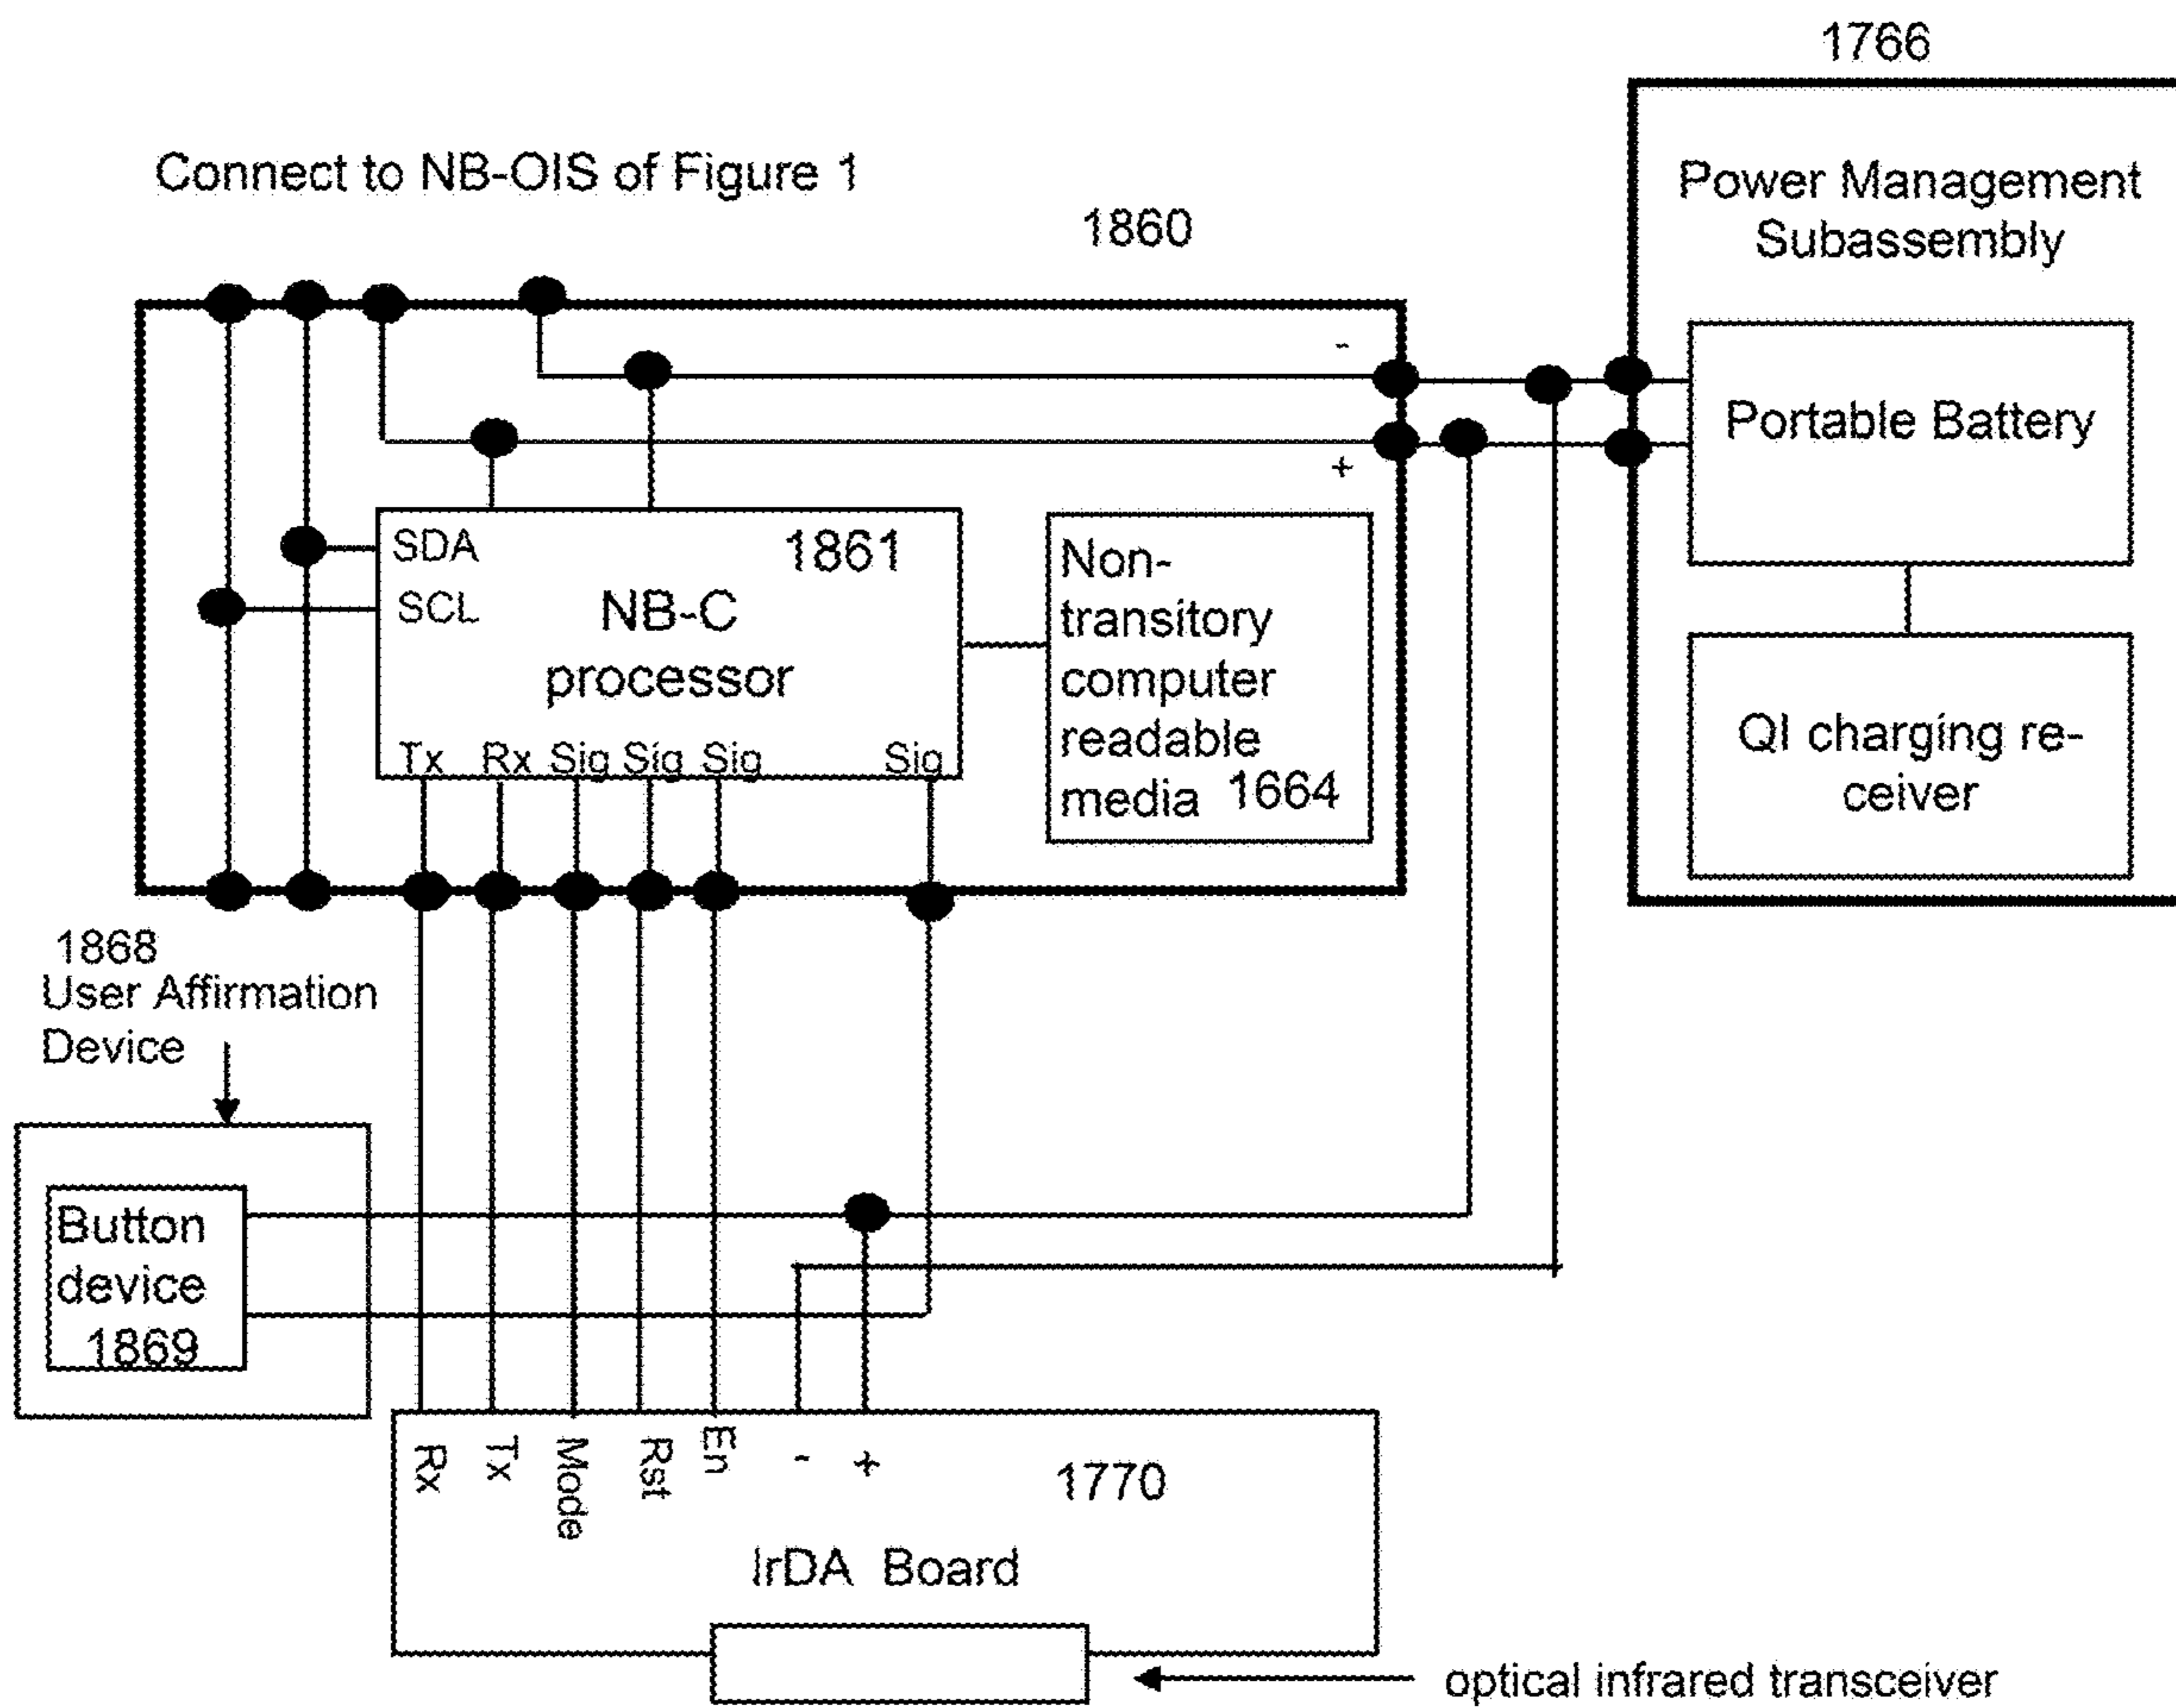 1766
Connect to NB-OIS of Figure 1
1860
Power Management
Subassembly
-
+
Portable Battery
QI charging re-
ceiver
SDA
1861
SCL
NB-C
processor
Tx Rx Sig Sig Sig Sig
Non-
transitory
computer
readable
media 1664
1868
User Affirmation
Device
Button
device
1869
Rx Tx Mode Rst En - +
1770
IrDA Board
optical infrared transceiver